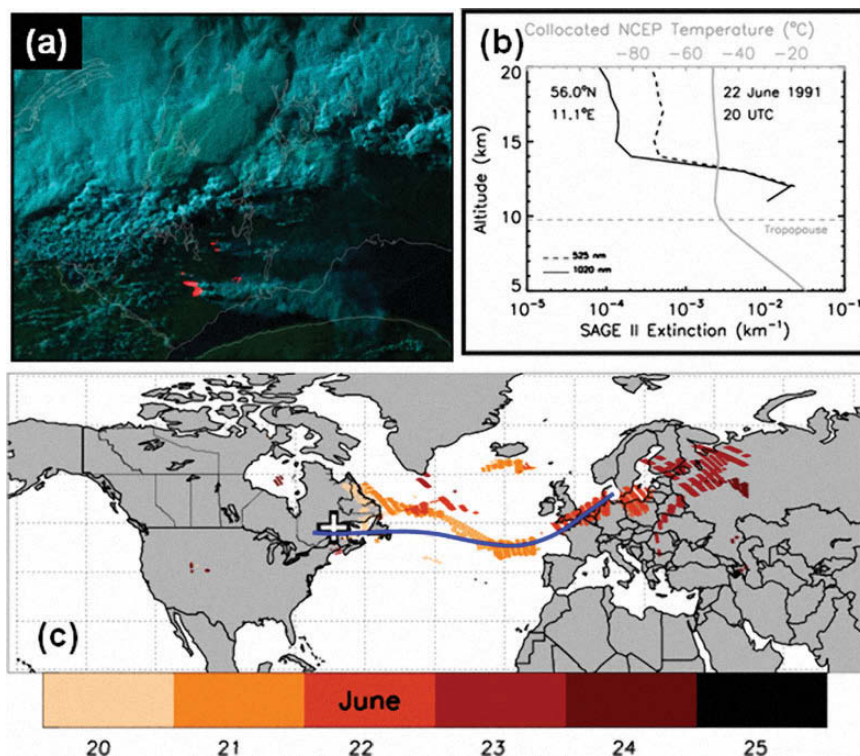 (a)
(b)
Collocated NCEP Temperature (°C)
-80 -60 -40 -20
20
15
10
5
Altitude (km)
56.0°N
11.1°E
22 June 1991
20 UTC
Tropopause
525 nm
1020 nm
10-5 10-4 10-3 10-2 10-1
SAGE II Extinction (km-1)
(c)
June
20 21 22 23 24 25